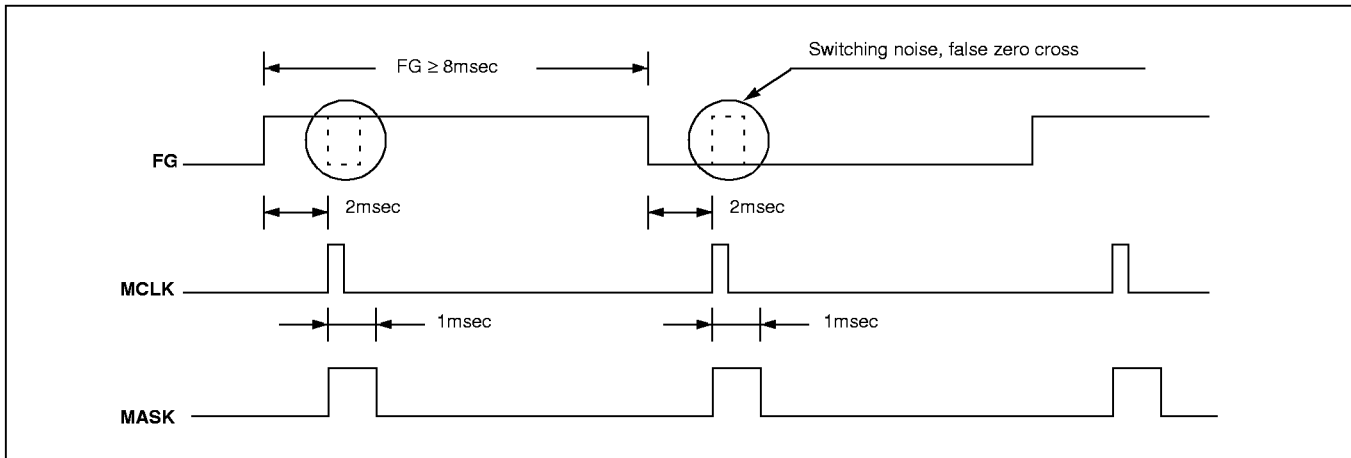 Switching noise, false zero cross
FG ≥ 8msec
FG
2msec
2msec
MCLK
1msec
1msec
MASK